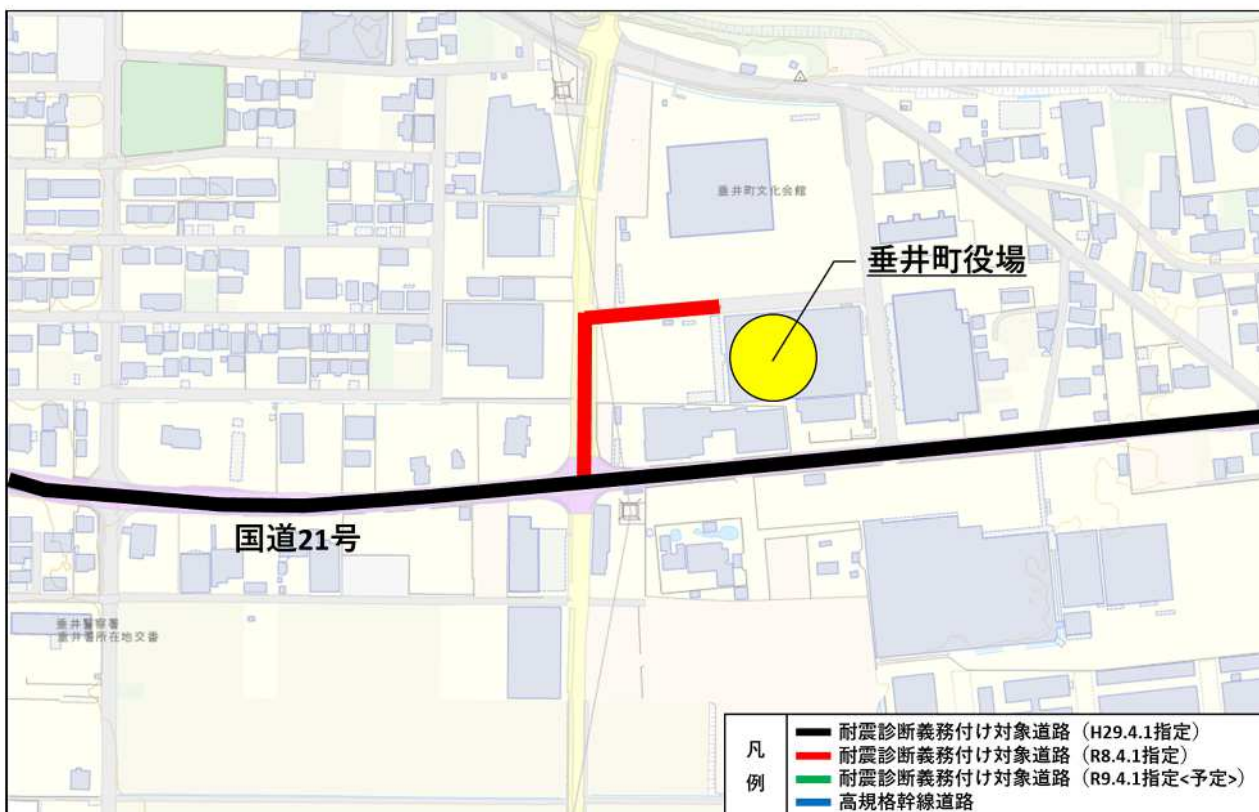 垂井町文化会館
垂井町役場
国道21号
垂井警察署
垂井署所在地交番
凡例
耐震診断義務付け対象道路（H29.4.1指定）
耐震診断義務付け対象道路（R8.4.1指定）
耐震診断義務付け対象道路（R9.4.1指定<予定>）
高規格幹線道路